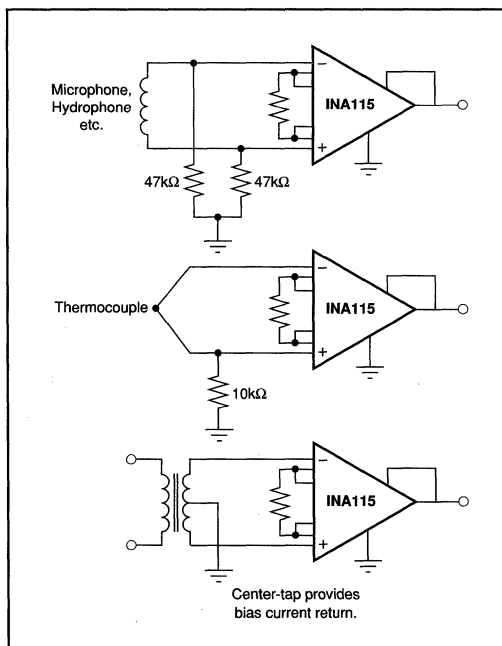 Microphone,
Hydrophone
etc.
−
INA115
+
47kΩ
47kΩ
Thermocouple
−
INA115
+
10kΩ
−
INA115
+
Center-tap provides
bias current return.